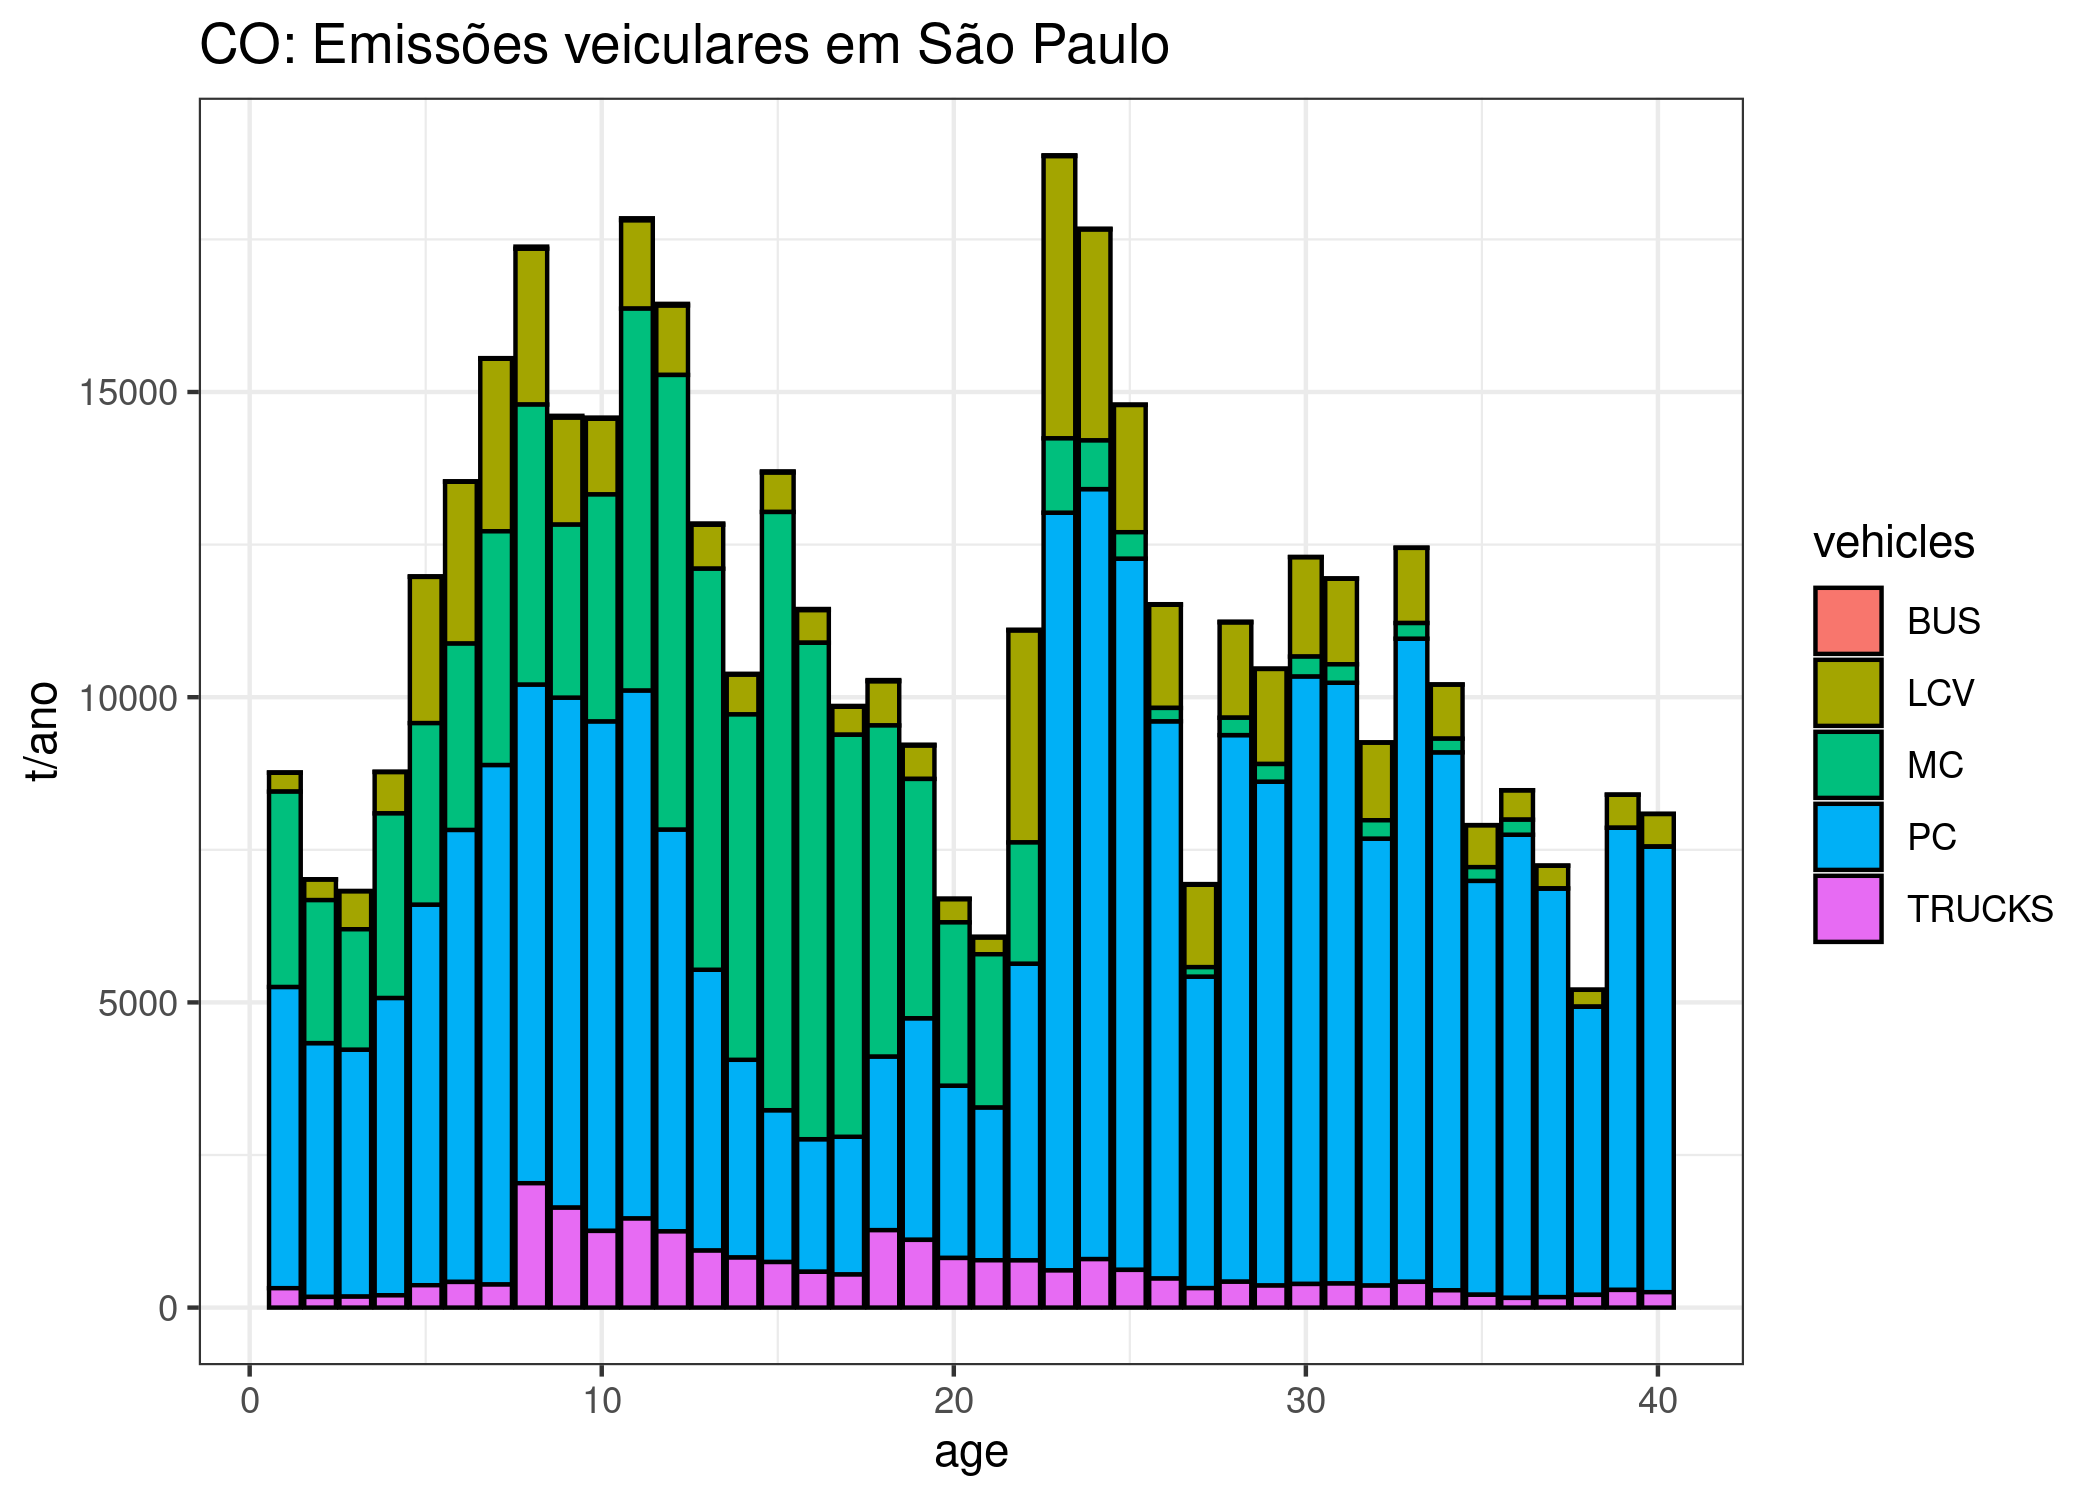 CO: Emissões veiculares em São Paulo
t/ano
15000
10000
5000
0
0 10 20 30 40
age
vehicles
BUS
LCV
MC
PC
TRUCKS